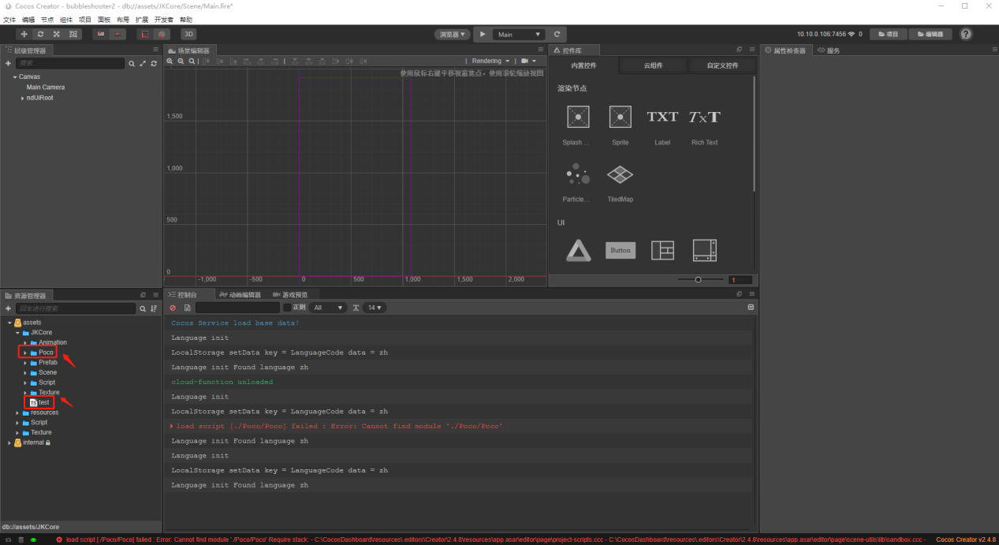 Cocos Creator - bubbleshooter2 - db://assets/JKCore/Scene/Main.fire*
文件 编辑 节点 组件 项目 面板 布局 扩展 开发者 帮助
3D
浏览器
Main
10.10.0.106:7456
0
项目
编辑器
层级管理器
搜索
Canvas
Main Camera
ndUiRoot
场景编辑器
Rendering
使用鼠标右键平移视窗焦点，使用滚轮缩放视图
1,500
1,000
500
0
-1,000
-500
0
500
1,000
1,500
2,000
控件库
内置控件
云组件
自定义控件
渲染节点
TXT
TXT
Splash ...
Sprite
Label
Rich Text
Particle...
TiledMap
UI
Button
1
属性检查器
服务
资源管理器
回车进行搜索
assets
JKCore
Animation
Poco
Prefab
Scene
Script
Texture
TS
test
resources
Script
Texture
internal
db://assets/JKCore
控制台
动画编辑器
游戏预览
正则
All
14
Cocos Service load base data!
Language init
LocalStorage setData key = LanguageCode data = zh
Language init Found language zh
cloud-function unloaded
Language init
LocalStorage setData key = LanguageCode data = zh
load script [./Poco/Poco] failed : Error: Cannot find module './Poco/Poco'
Language init Found language zh
Language init
LocalStorage setData key = LanguageCode data = zh
Language init Found language zh
load script [./Poco/Poco] failed : Error: Cannot find module './Poco/Poco' Require stack: - C:\CocosDashboard\resources\.editors\Creator\2.4.8\resources\app.asar\editor\page\project-scripts.ccc - C:\CocosDashboard\resources\.editors\Creator\2.4.8\resources\app.asar\editor\page\scene-utils\lib\sandbox.ccc -
Cocos Creator v2.4.8